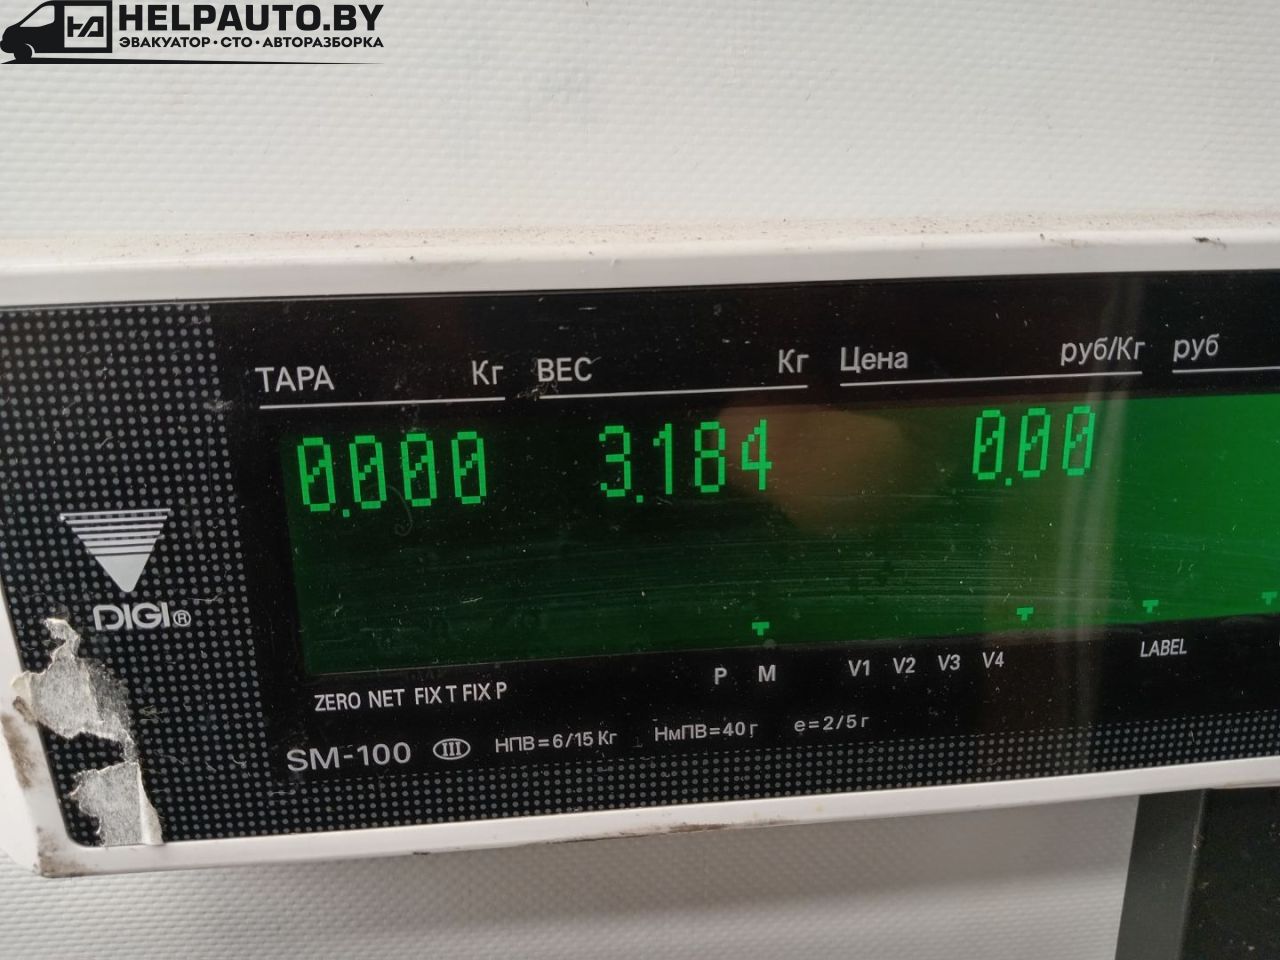 HELPAUTO.BY
ЭВАКУАТОР·СТО·АВТОРАЗБОРКА
ТАРА Кг ВЕС Кг Цена руб/Кг руб
0.000 3.184 0.00
DIGI®
ZERO NET FIX T FIX P P M V1 V2 V3 V4 LABEL
SM-100 III НПВ=6/15 Кг НмПВ=40 г e=2/5 г